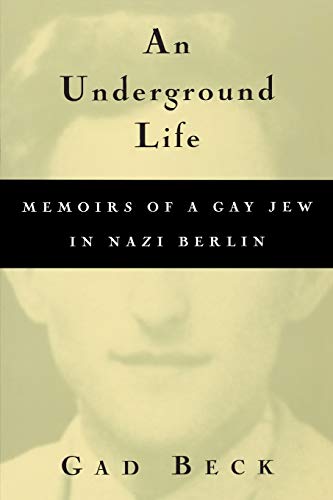 An
Underground
Life
MEMOIRS OF A GAY JEW
IN NAZI BERLIN
GAD BECK